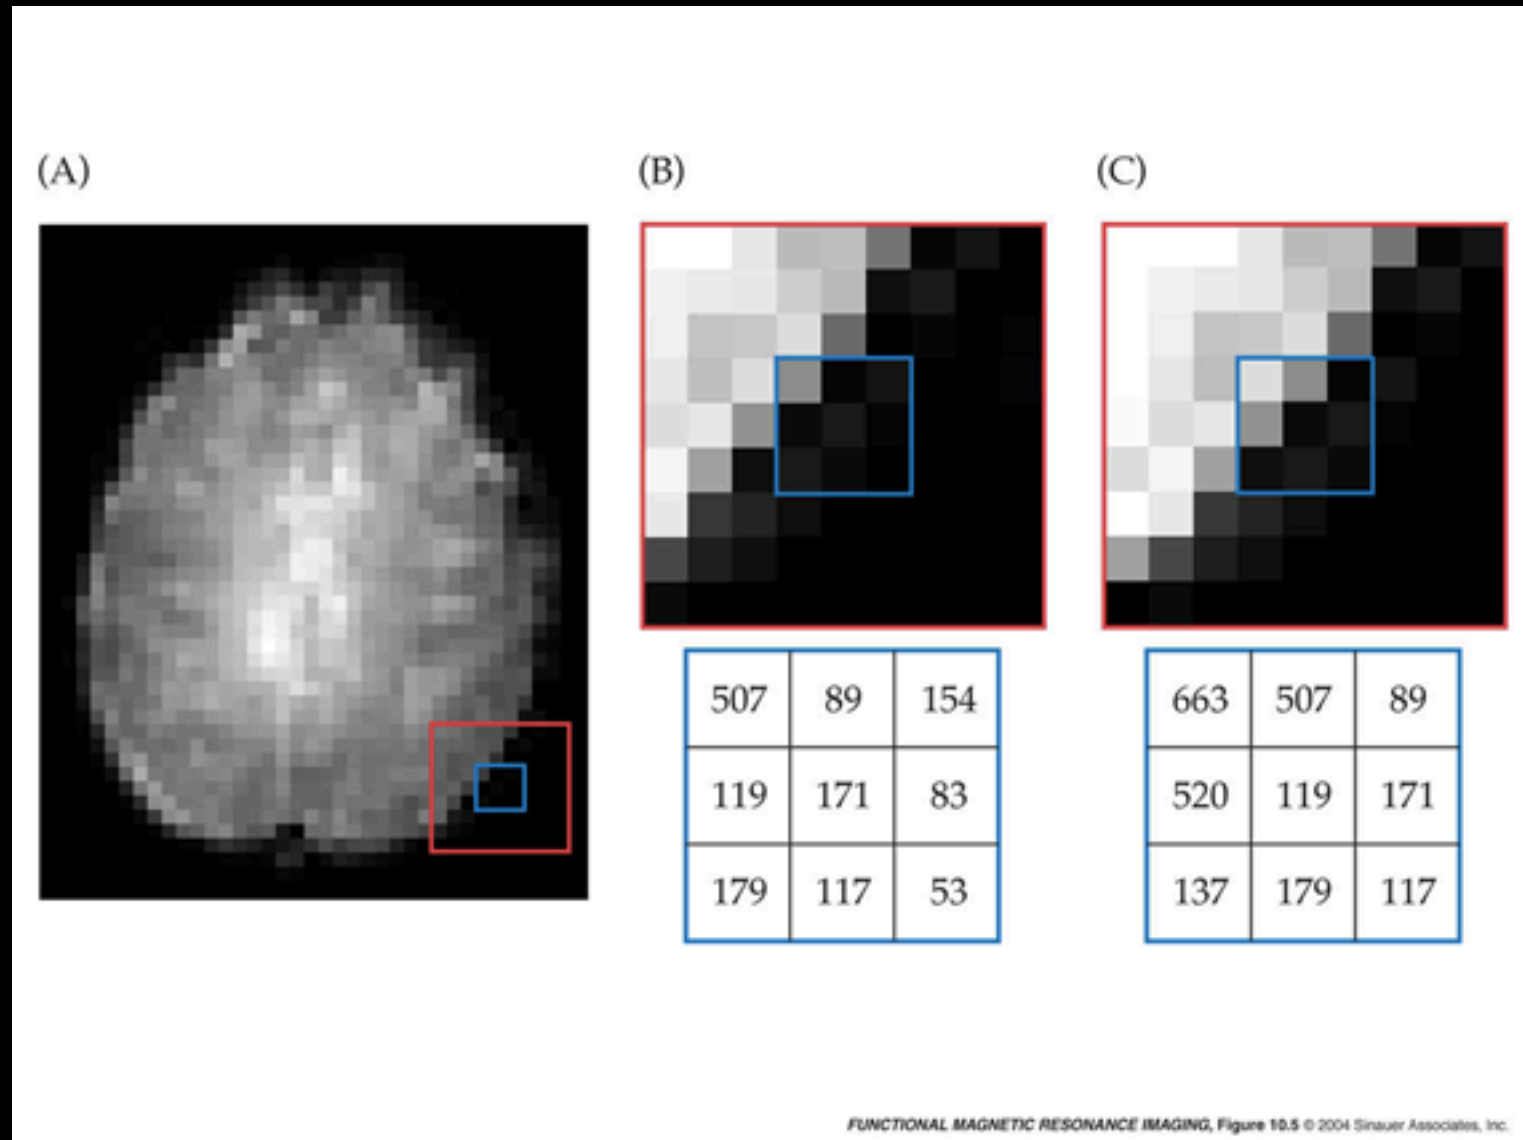 (A)
(B)
(C)
507 89 154
119 171 83
179 117 53
663 507 89
520 119 171
137 179 117
FUNCTIONAL MAGNETIC RESONANCE IMAGING, Figure 10.5 © 2004 Sinauer Associates, Inc.